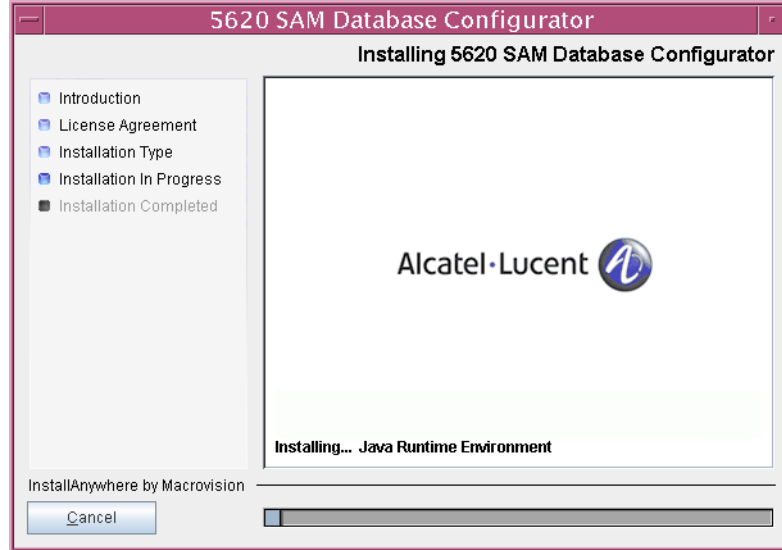 5620 SAM Database Configurator
Installing 5620 SAM Database Configurator
Introduction
License Agreement
Installation Type
Installation In Progress
Installation Completed
Alcatel·Lucent
Installing... Java Runtime Environment
InstallAnywhere by Macrovision
Cancel